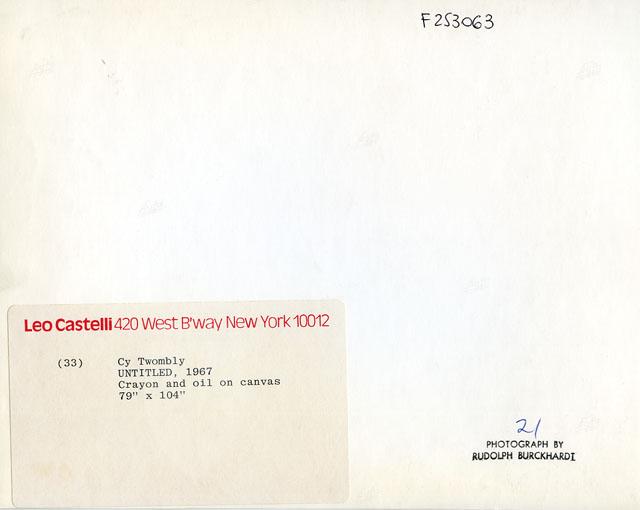 F253063
Leo Castelli 420 West B'way New York 10012
(33) Cy Twombly
UNTITLED, 1967
Crayon and oil on canvas
79" x 104"
21
PHOTOGRAPH BY
RUDOLPH BURCKHARDT